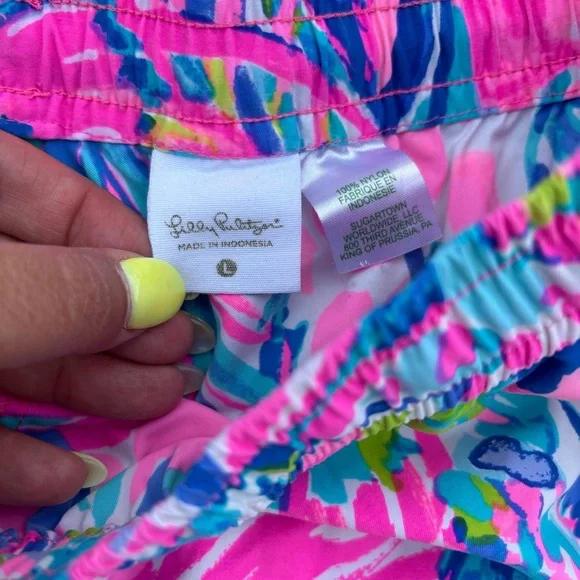 Lilly Pulitzer®
MADE IN INDONESIA
L
100% NYLON
FABRIQUE EN
INDONESIE
SUGARTOWN
WORLDWIDE, LLC
800 THIRD AVENUE
KING OF PRUSSIA, PA